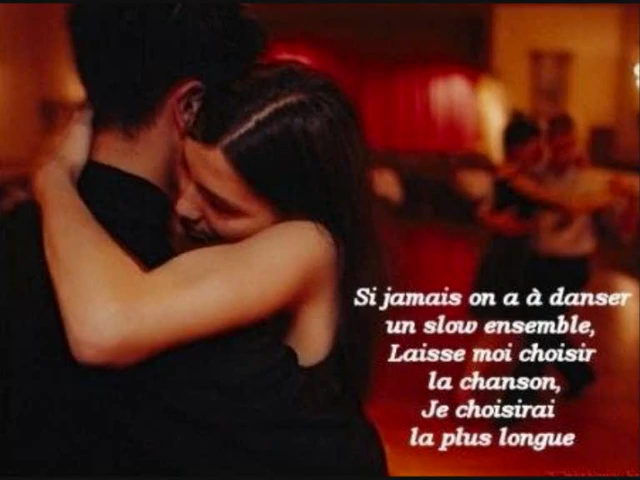 Si jamais on a à danser
un slow ensemble,
Laisse moi choisir
la chanson,
Je choisirai
la plus longue